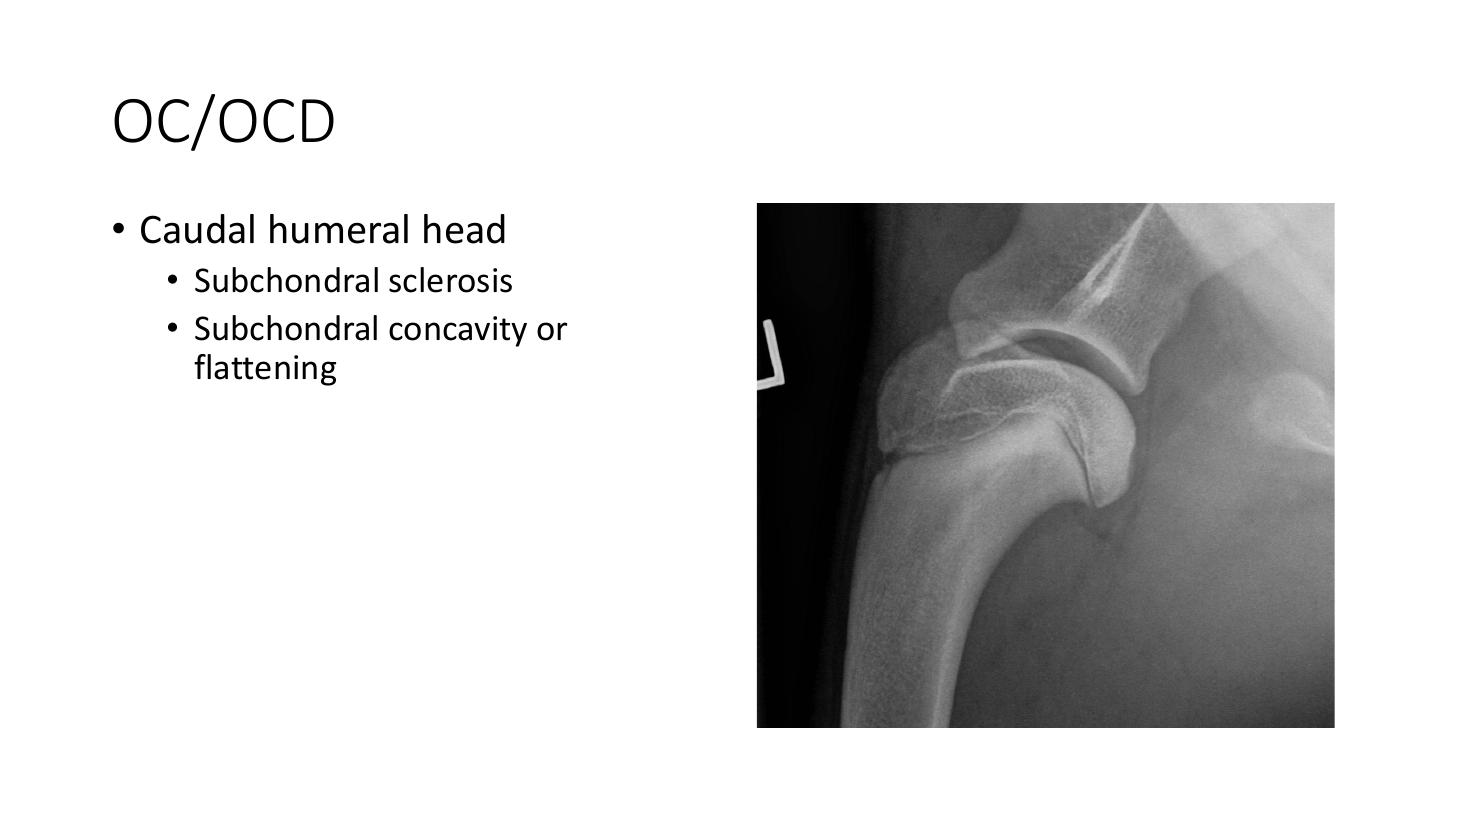 OC/OCD
• Caudal humeral head
• Subchondral sclerosis
• Subchondral concavity or
flattening
L